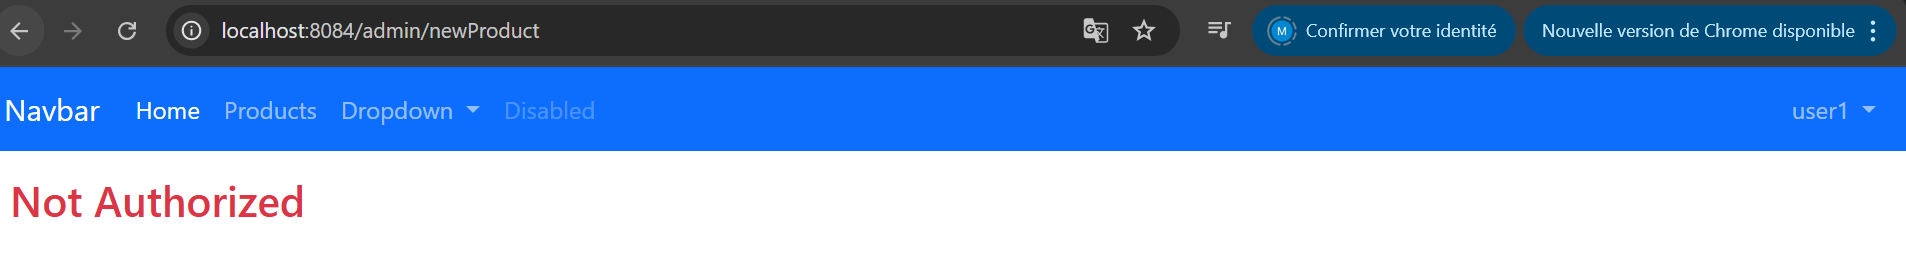 localhost:8084/admin/newProduct Confirmer votre identité Nouvelle version de Chrome disponible
Navbar Home Products Dropdown Disabled user1
Not Authorized